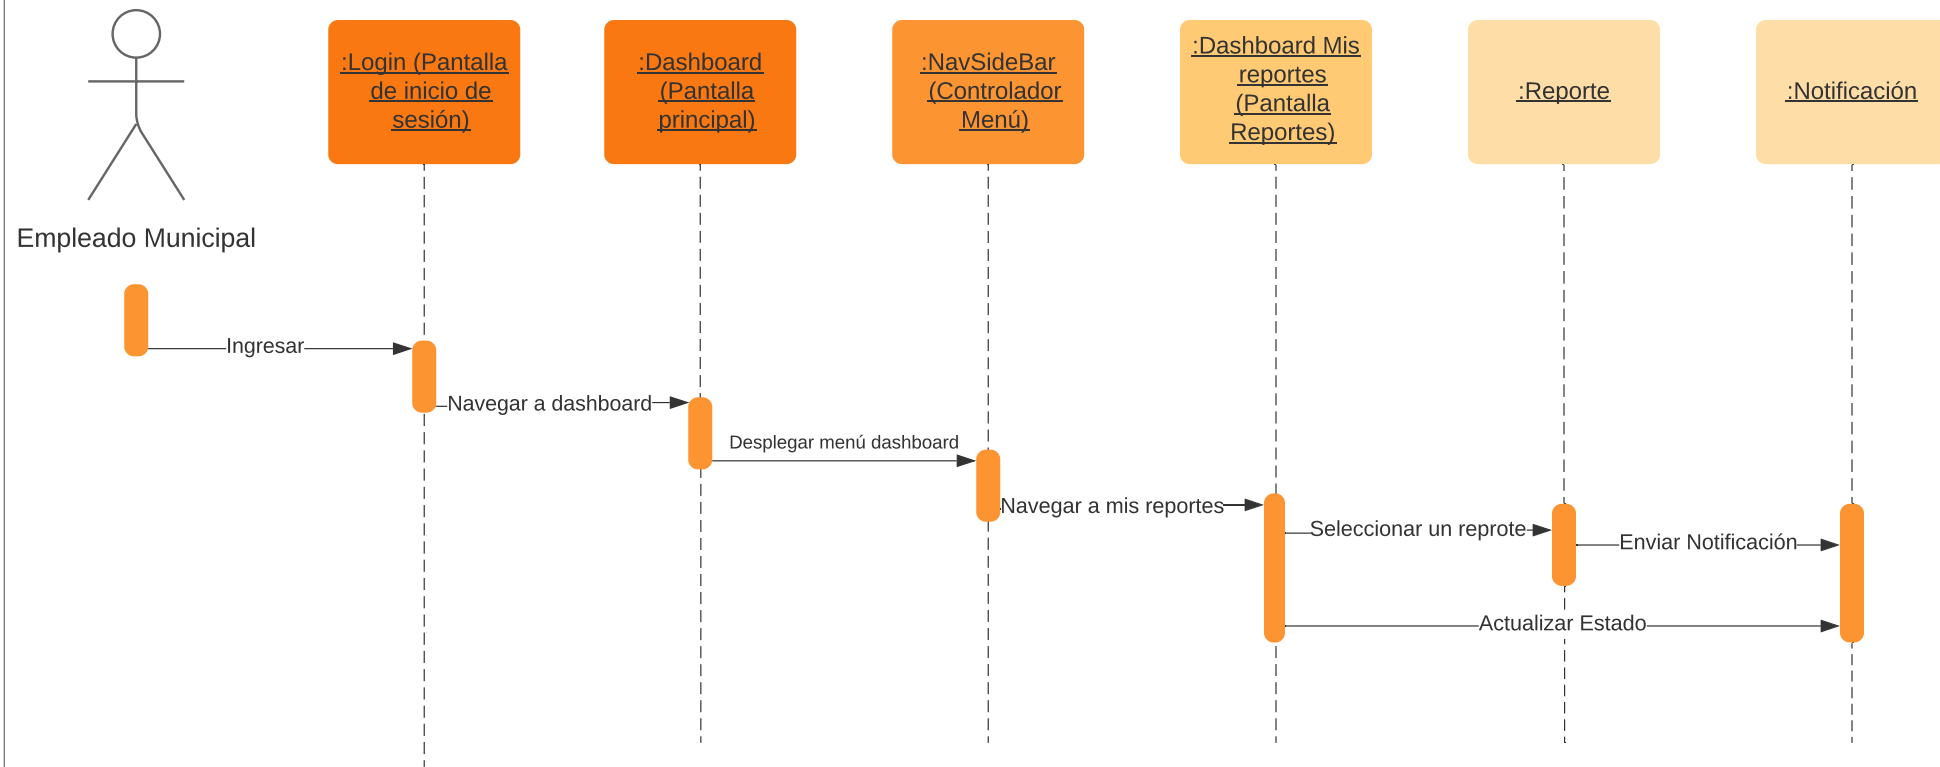 :Login (Pantalla
de inicio de
sesión)
:Dashboard
(Pantalla
principal)
:NavSideBar
(Controlador
Menú)
:Dashboard Mis
reportes
(Pantalla
Reportes)
:Reporte
:Notificación
Empleado Municipal
Ingresar
Navegar a dashboard
Desplegar menú dashboard
Navegar a mis reportes
Seleccionar un reprote
Enviar Notificación
Actualizar Estado